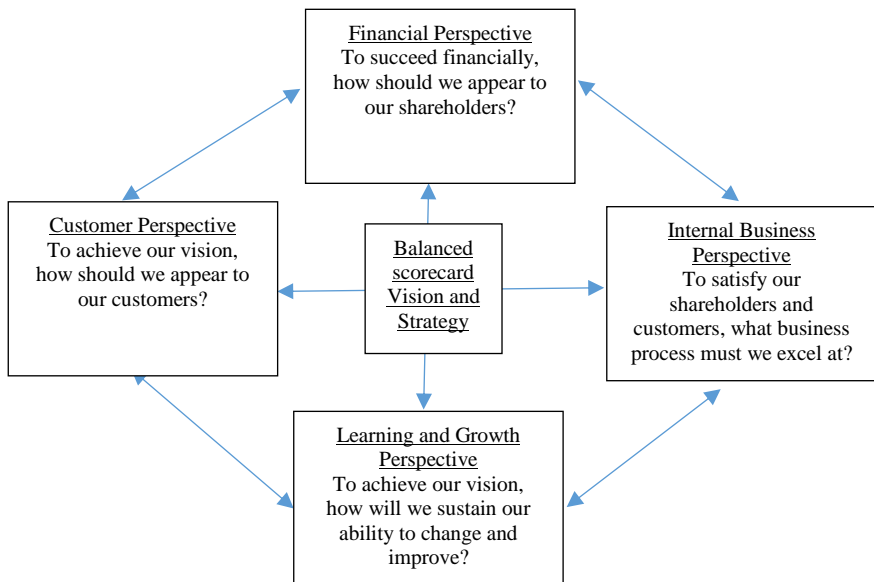 Financial Perspective
To succeed financially,
how should we appear to
our shareholders?
Customer Perspective
To achieve our vision,
how should we appear to
our customers?
Balanced
scorecard
Vision and
Strategy
Internal Business
Perspective
To satisfy our
shareholders and
customers, what business
process must we excel at?
Learning and Growth
Perspective
To achieve our vision,
how will we sustain our
ability to change and
improve?